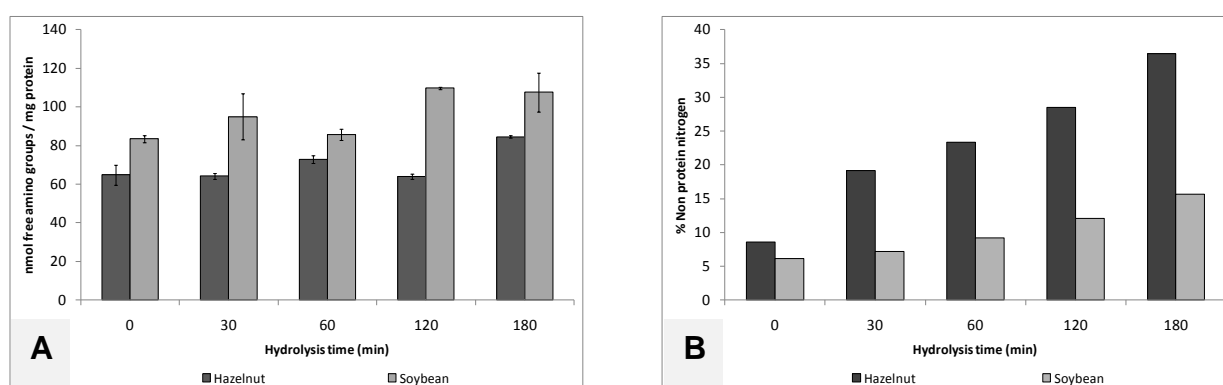 140
120
100
80
60
40
20
0
nmol free amino groups / mg protein
0 30 60 120 180
Hydrolysis time (min)
Hazelnut Soybean
A
40
35
30
25
20
15
10
5
0
% Non protein nitrogen
0 30 60 120 180
Hydrolysis time (min)
Hazelnut Soybean
B